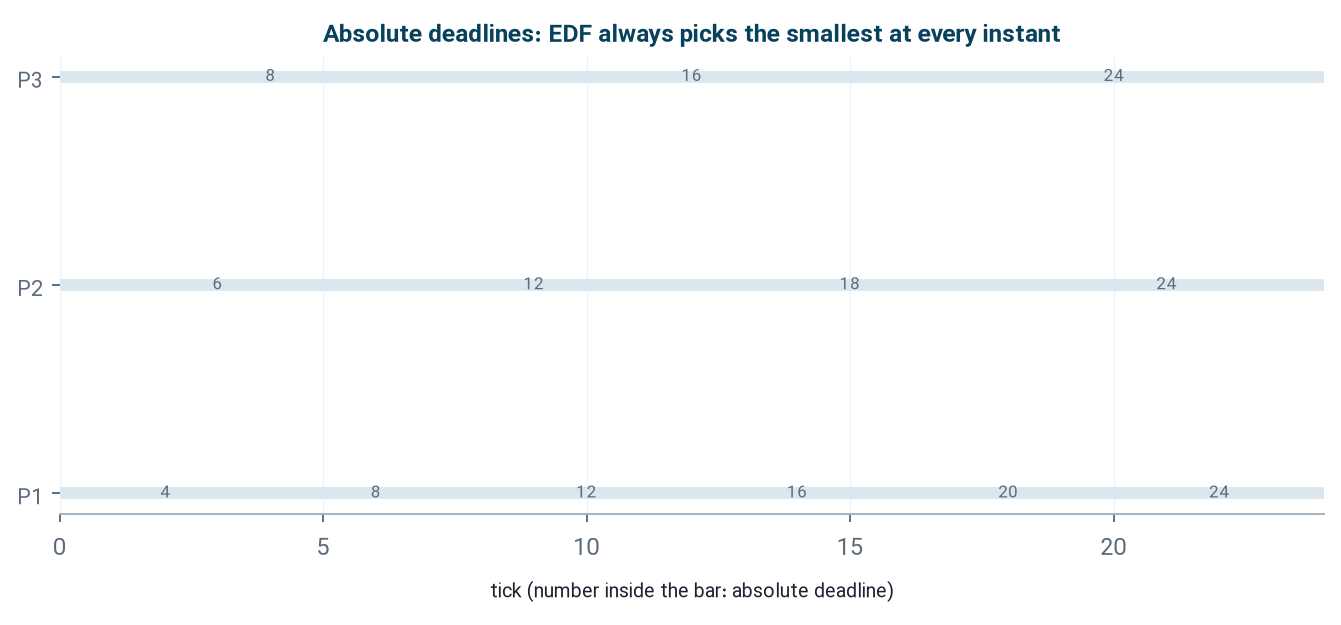 Absolute deadlines: EDF always picks the smallest at every instant
P3
8 16 24
P2
6 12 18 24
P1
4 8 12 16 20 24
0 5 10 15 20
tick (number inside the bar: absolute deadline)